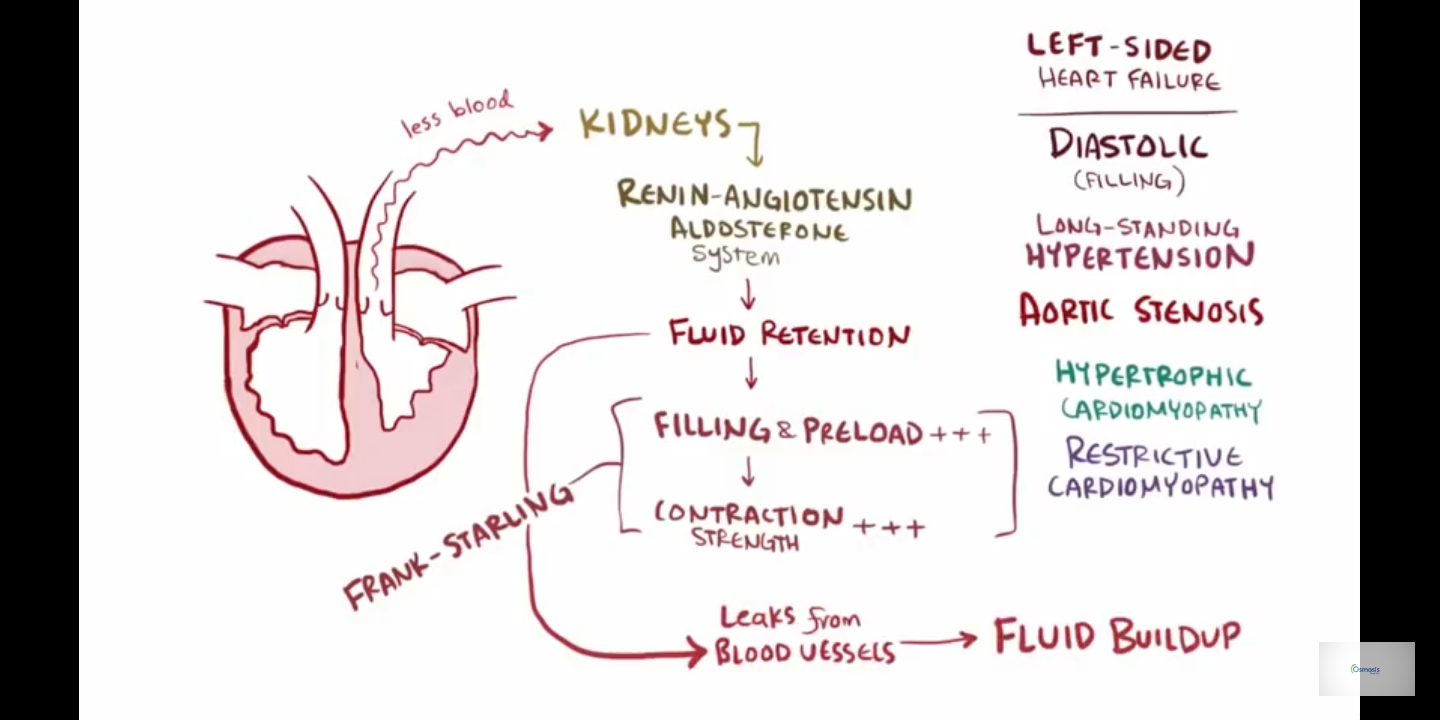 less blood
KIDNEYS
RENIN-ANGIOTENSIN
ALDOSTERONE
System
FLUID RETENTION
FILLING & PRELOAD +++
CONTRACTION +++
STRENGTH
FRANK-STARLING
Leaks from
BLOOD VESSELS
FLUID BUILDUP
LEFT-SIDED
HEART FAILURE
DIASTOLIC
(FILLING)
LONG-STANDING
HYPERTENSION
AORTIC STENOSIS
HYPERTROPHIC
CARDIOMYOPATHY
RESTRICTIVE
CARDIOMYOPATHY
Osmosis